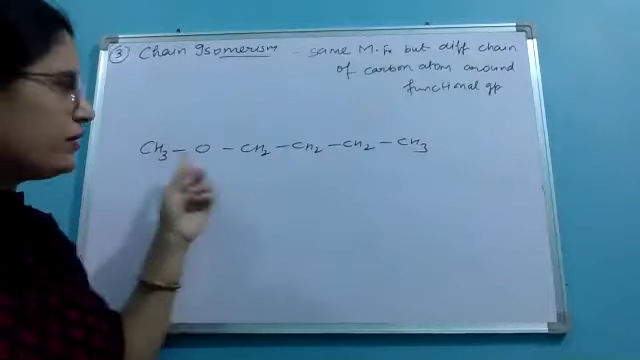 ③ Chain Isomerism - same M.F. but diff chain
of carbon atom around
functional gp
CH3 - O - CH2 - CH2 - CH2 - CH3